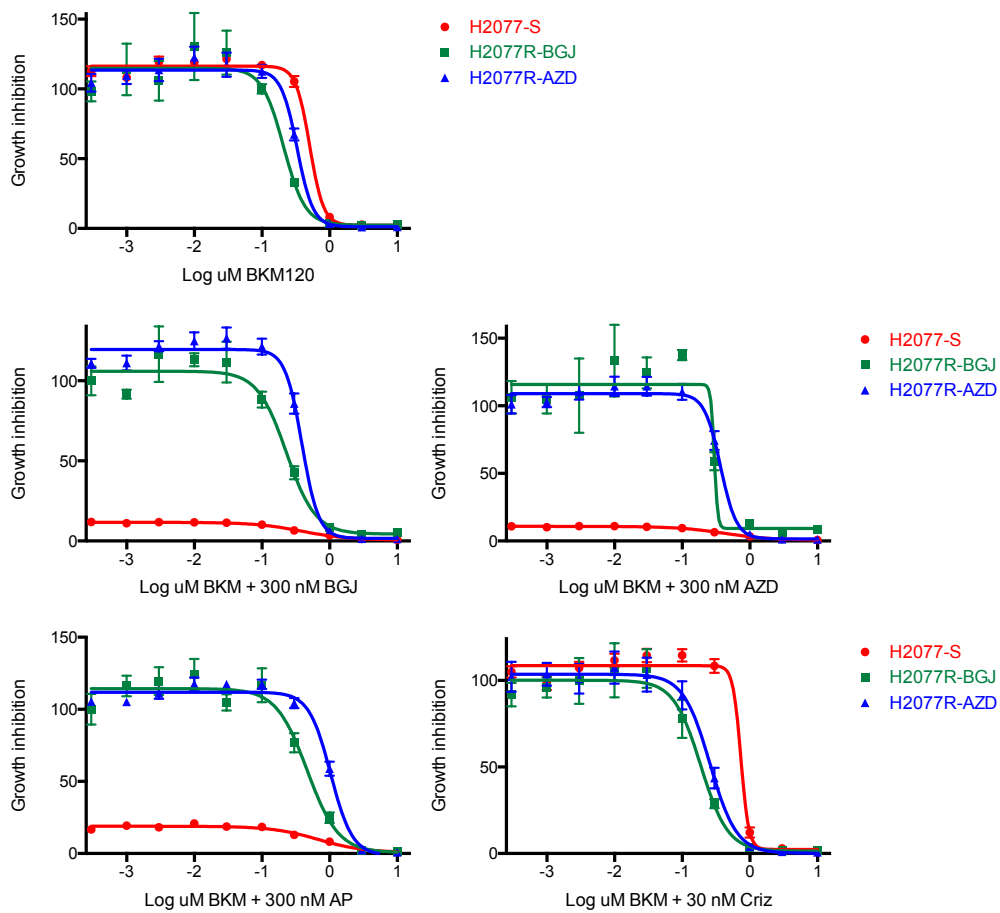 150
100
50
0
Growth inhibition
-3 -2 -1 0 1
Log uM BKM120
H2077-S
H2077R-BGJ
H2077R-AZD
100
50
0
Growth inhibition
-3 -2 -1 0 1
Log uM BKM + 300 nM BGJ
150
100
50
0
Growth inhibition
-3 -2 -1 0 1
Log uM BKM + 300 nM AZD
H2077-S
H2077R-BGJ
H2077R-AZD
150
100
50
0
Growth inhibition
-3 -2 -1 0 1
Log uM BKM + 300 nM AP
100
50
0
Growth inhibition
-3 -2 -1 0 1
Log uM BKM + 30 nM Criz
H2077-S
H2077R-BGJ
H2077R-AZD